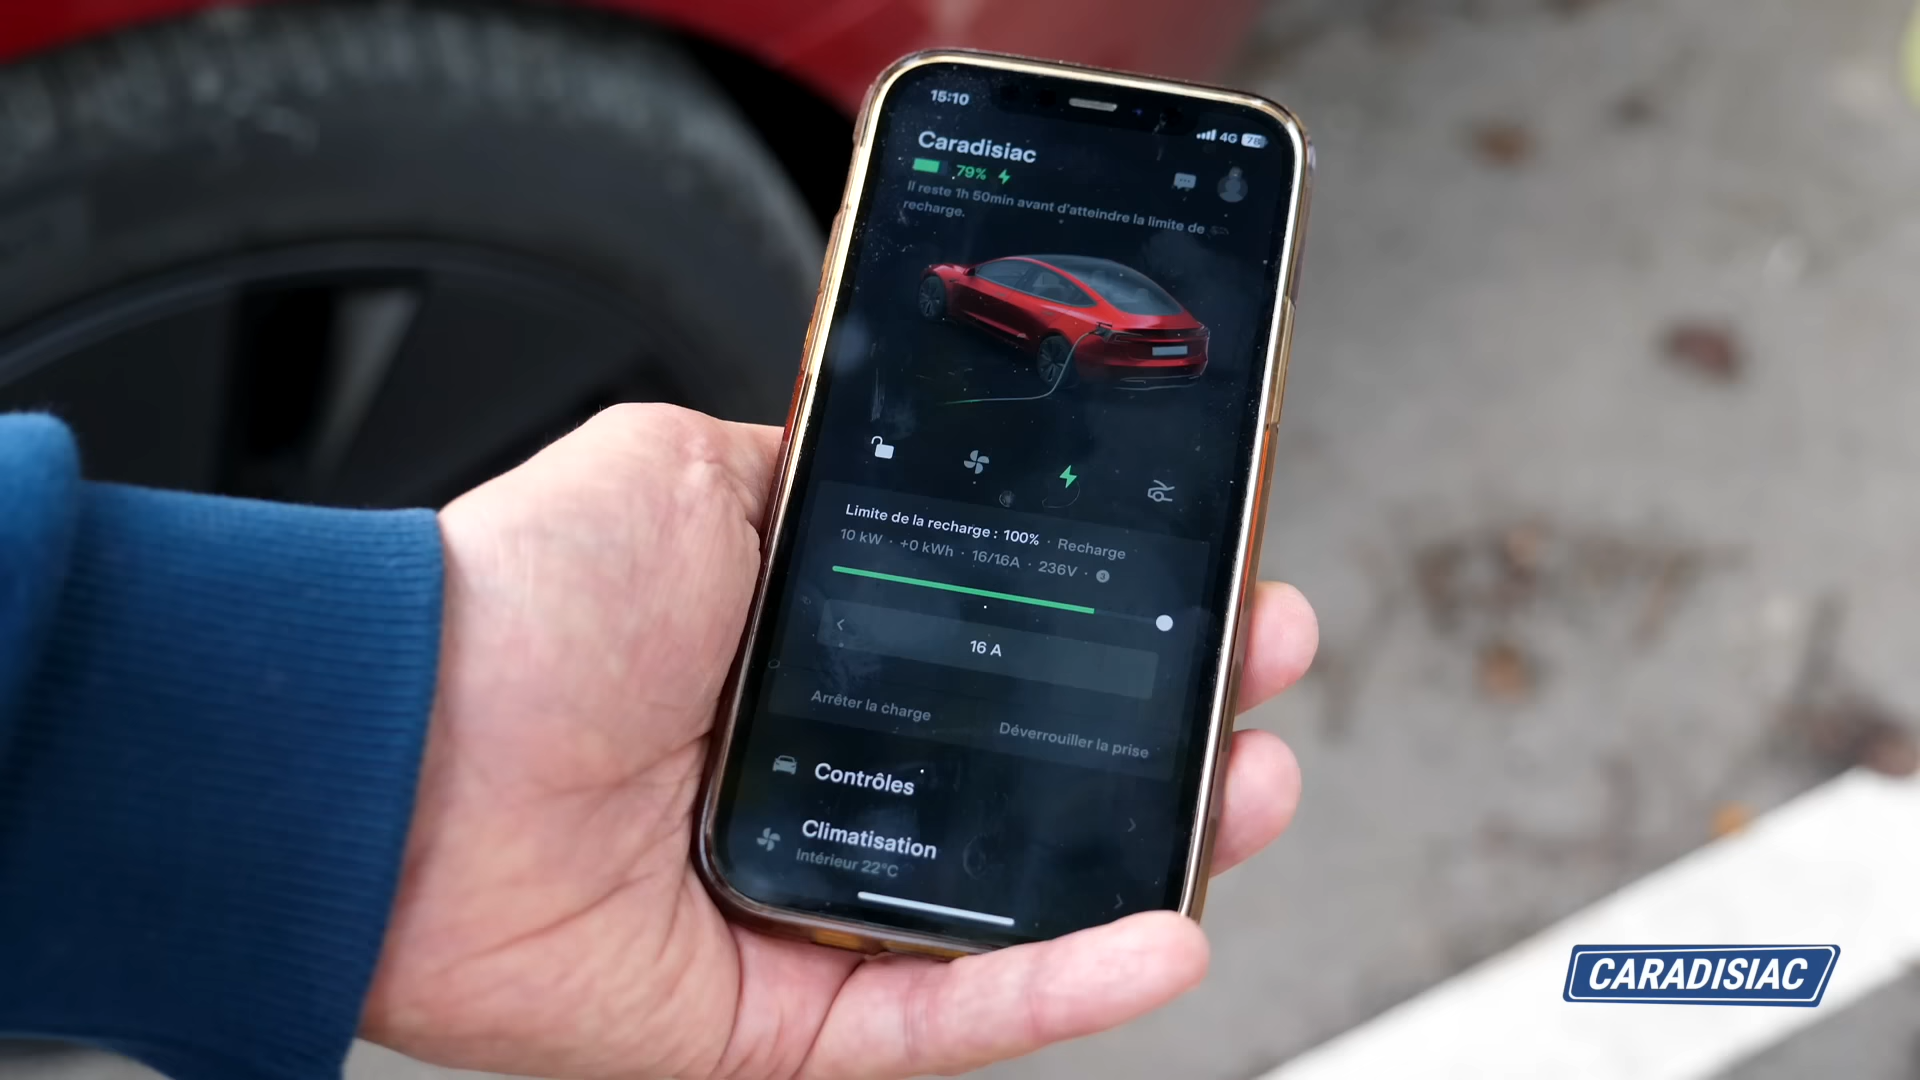 15:10
4G 78
Caradisiac
79%
Il reste 1h 50min avant d'atteindre la limite de
recharge.
Limite de la recharge : 100% · Recharge
10 kW · +0 kWh · 16/16A · 236V · 3
16 A
Arrêter la charge
Déverrouiller la prise
Contrôles
Climatisation
Intérieur 22°C
CARADISIAC